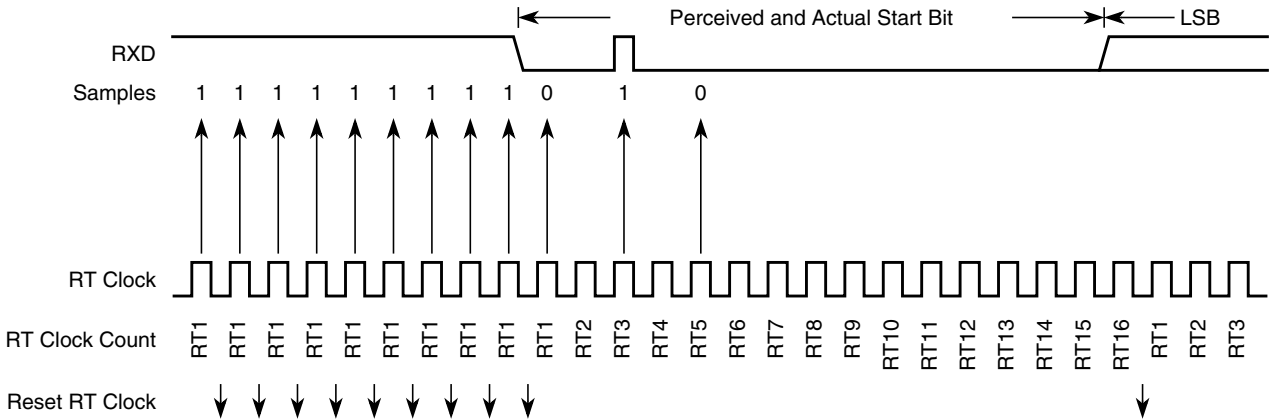 Perceived and Actual Start Bit LSB
RXD
Samples 1 1 1 1 1 1 1 1 1 0 1 0
RT Clock
RT Clock Count RT1 RT1 RT1 RT1 RT1 RT1 RT1 RT1 RT1 RT1 RT2 RT3 RT4 RT5 RT6 RT7 RT8 RT9 RT10 RT11 RT12 RT13 RT14 RT15 RT16 RT1 RT2 RT3
Reset RT Clock